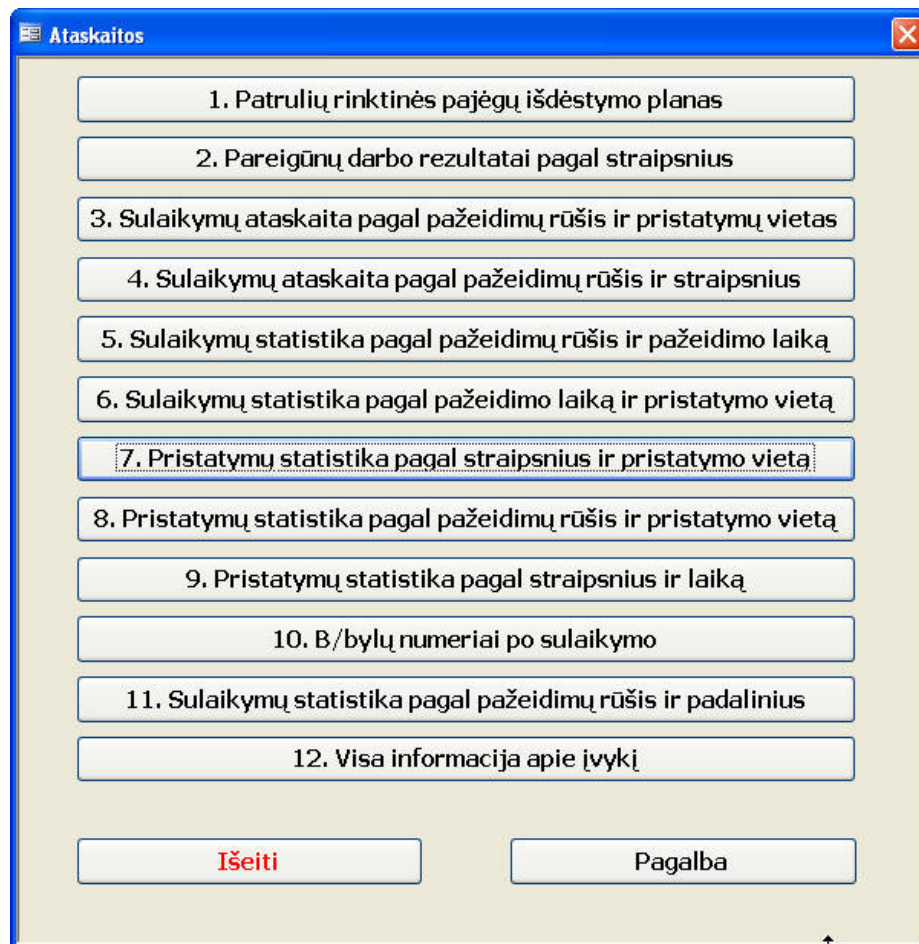 Ataskaitos
1. Patrulių rinktinės pajėgų išdėstymo planas
2. Pareigūnų darbo rezultatai pagal straipsnius
3. Sulaikymų ataskaita pagal pažeidimų rūšis ir pristatymų vietas
4. Sulaikymų ataskaita pagal pažeidimų rūšis ir straipsnius
5. Sulaikymų statistika pagal pažeidimų rūšis ir pažeidimo laiką
6. Sulaikymų statistika pagal pažeidimo laiką ir pristatymo vietą
7. Pristatymų statistika pagal straipsnius ir pristatymo vietą
8. Pristatymų statistika pagal pažeidimų rūšis ir pristatymo vietą
9. Pristatymų statistika pagal straipsnius ir laiką
10. B/bylų numeriai po sulaikymo
11. Sulaikymų statistika pagal pažeidimų rūšis ir padalinius
12. Visa informacija apie įvykį
Išeiti
Pagalba